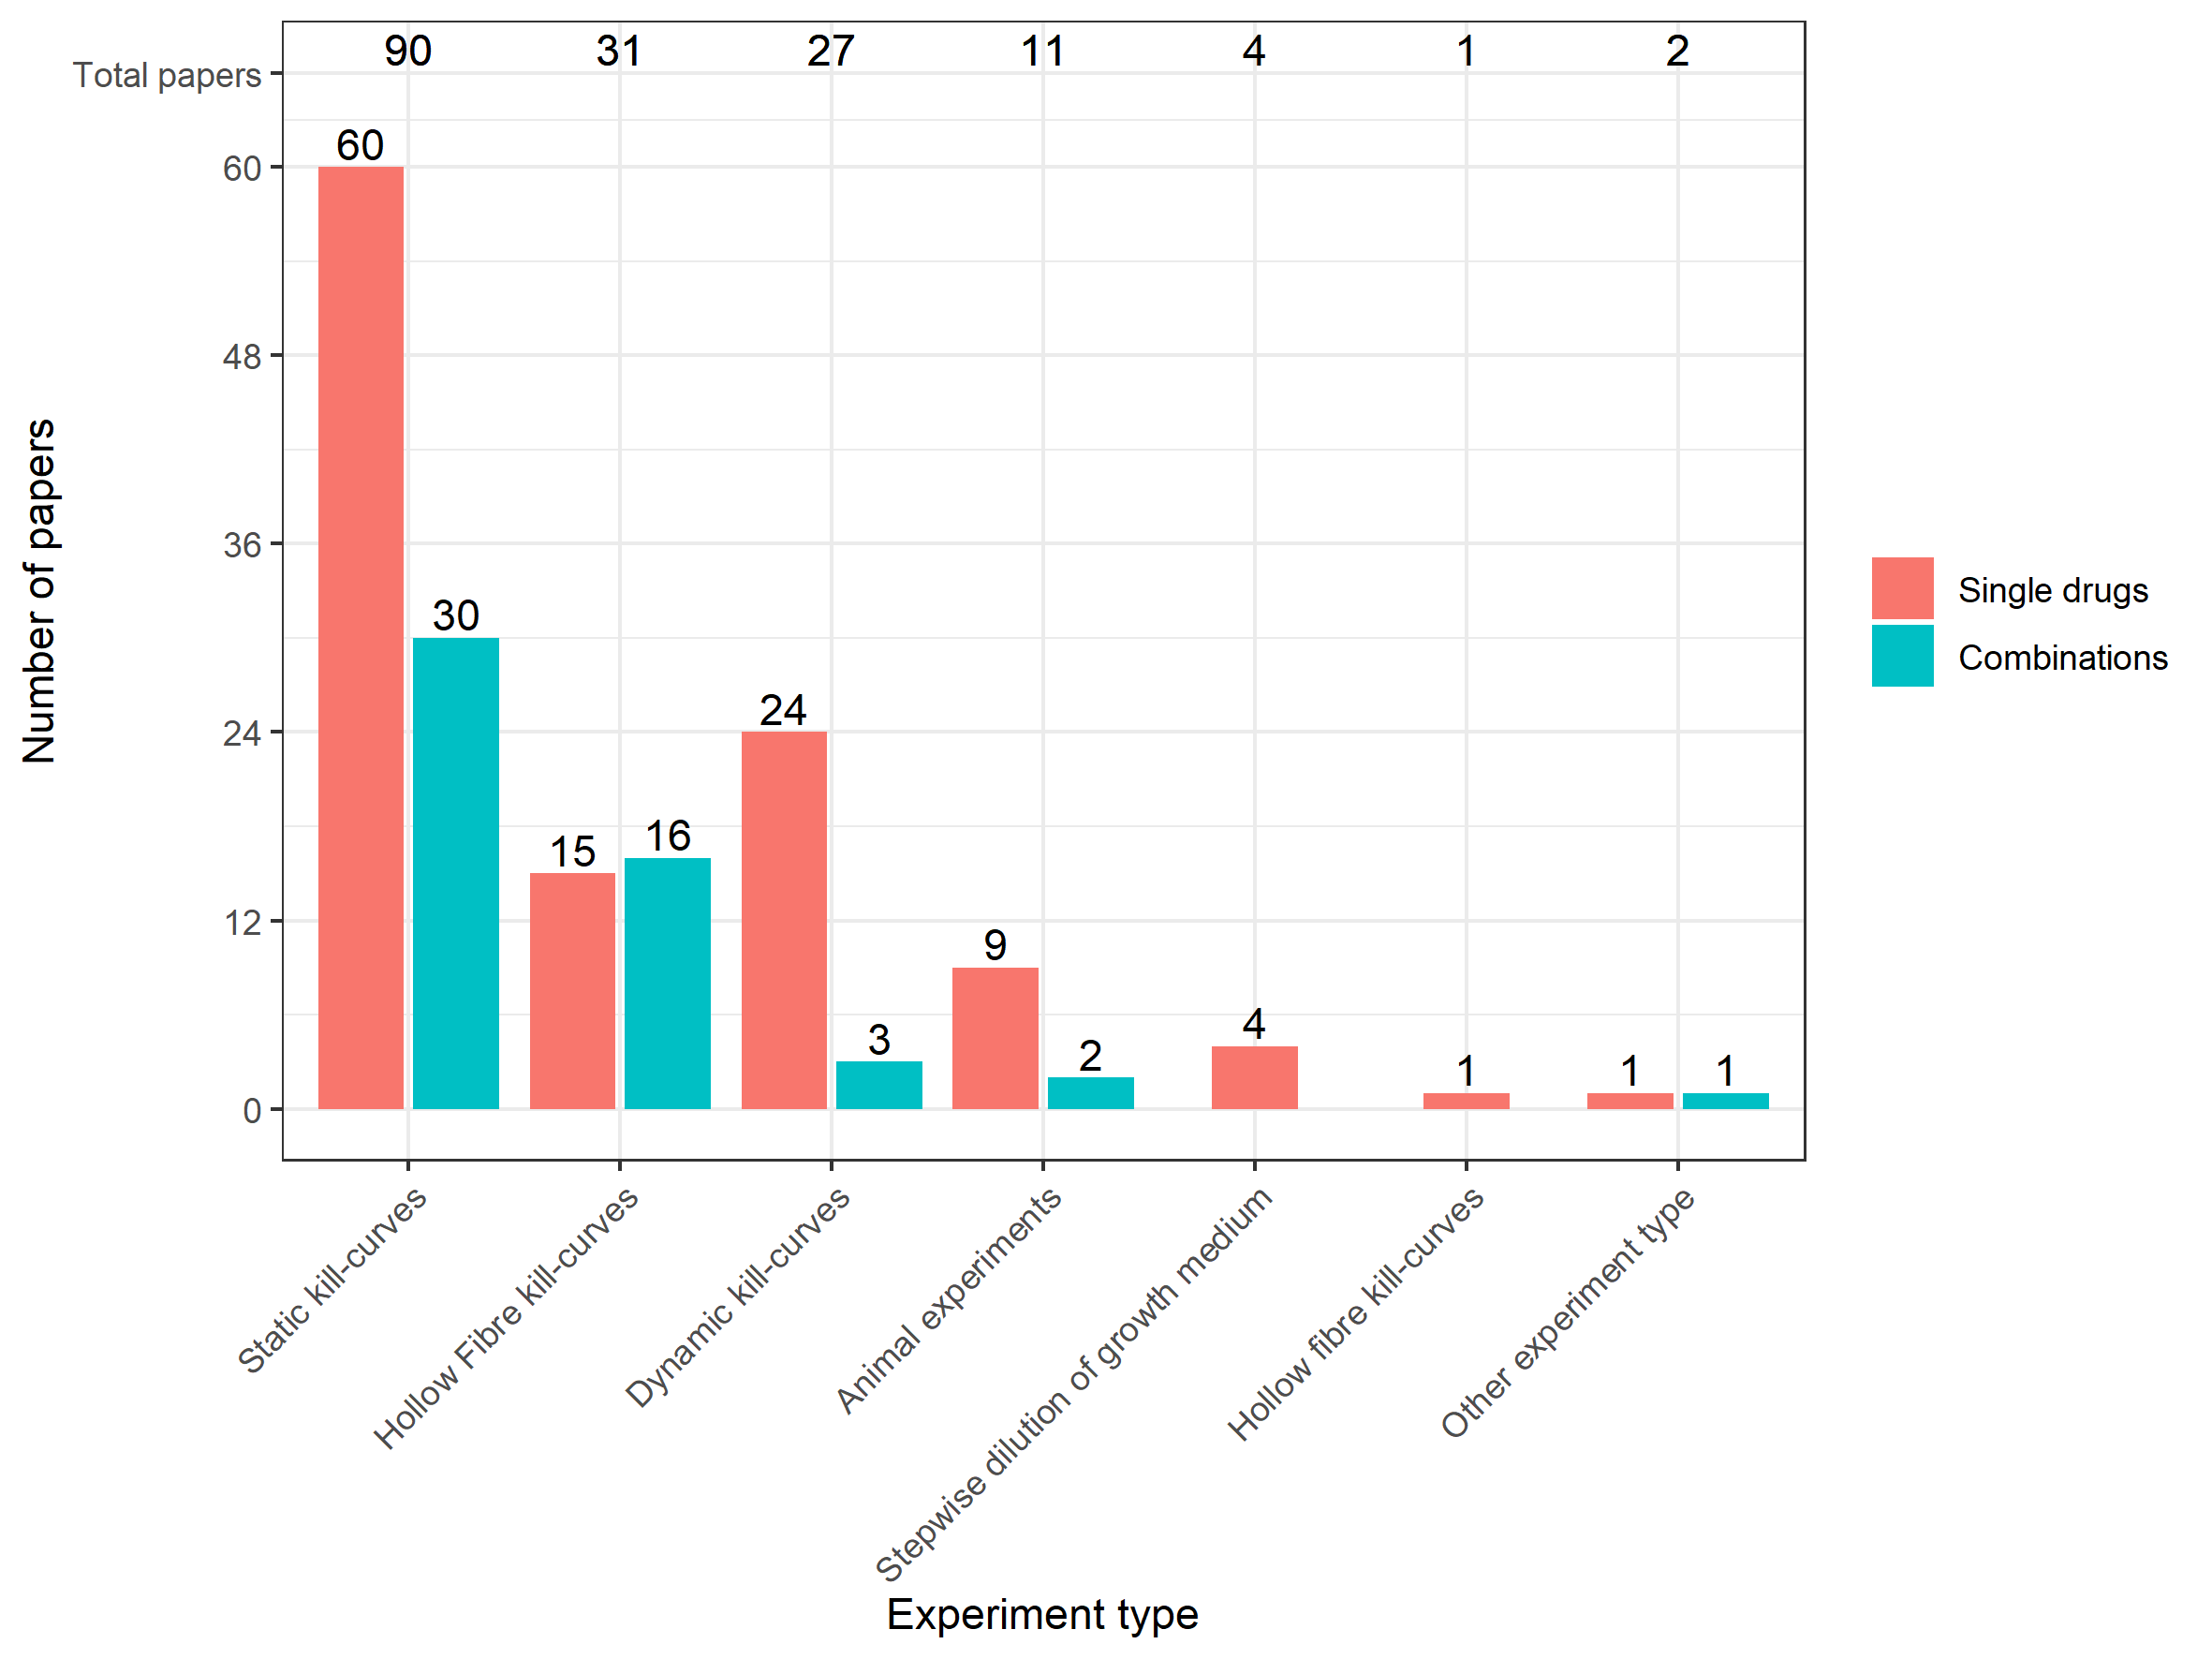 90 31 27 11 4 1 2
Total papers
60
60
48
36
30
24
24
15 16
12
9
3
2
4
1
1 1
0
Number of papers
Single drugs
Combinations
Static kill-curves
Hollow Fibre kill-curves
Dynamic kill-curves
Animal experiments
Stepwise dilution of growth medium
Hollow fibre kill-curves
Other experiment type
Experiment type